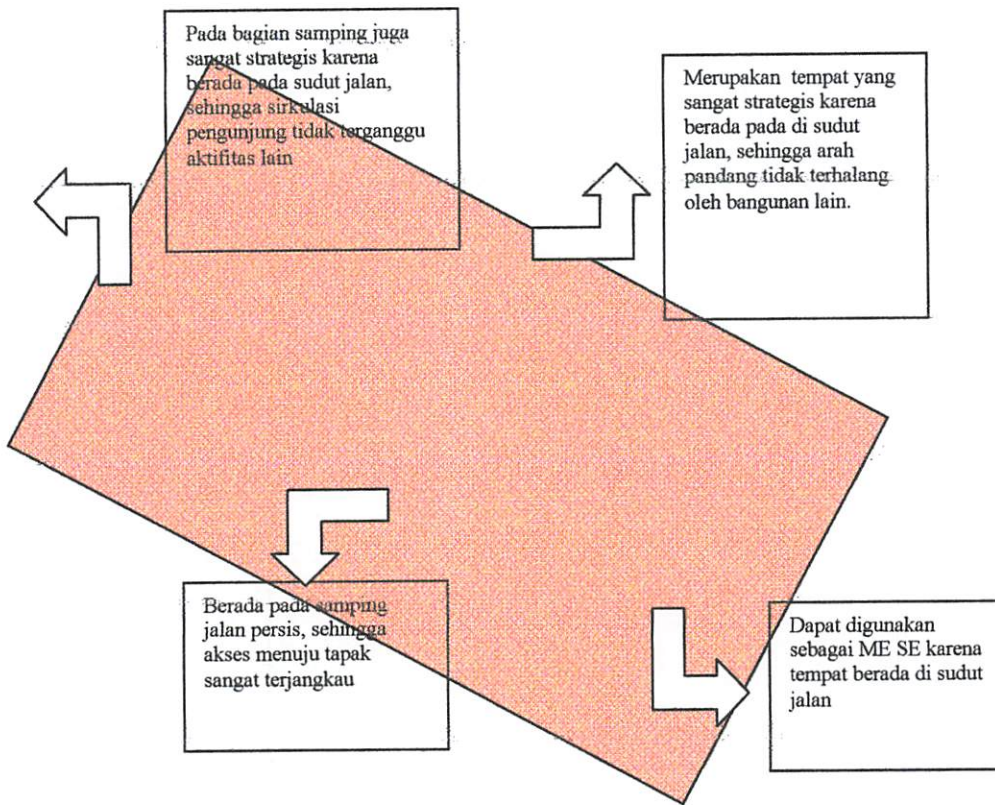 Pada bagian samping juga
sangat strategis karena
berada pada sudut jalan,
sehingga sirkulasi
pengunjung tidak terganggu
aktifitas lain
Merupakan tempat yang
sangat strategis karena
berada pada di sudut
jalan, sehingga arah
pandang tidak terhalang
oleh bangunan lain.
Berada pada samping
jalan persis, sehingga
akses menuju tapak
sangat terjangkau
Dapat digunakan
sebagai ME SE karena
tempat berada di sudut
jalan